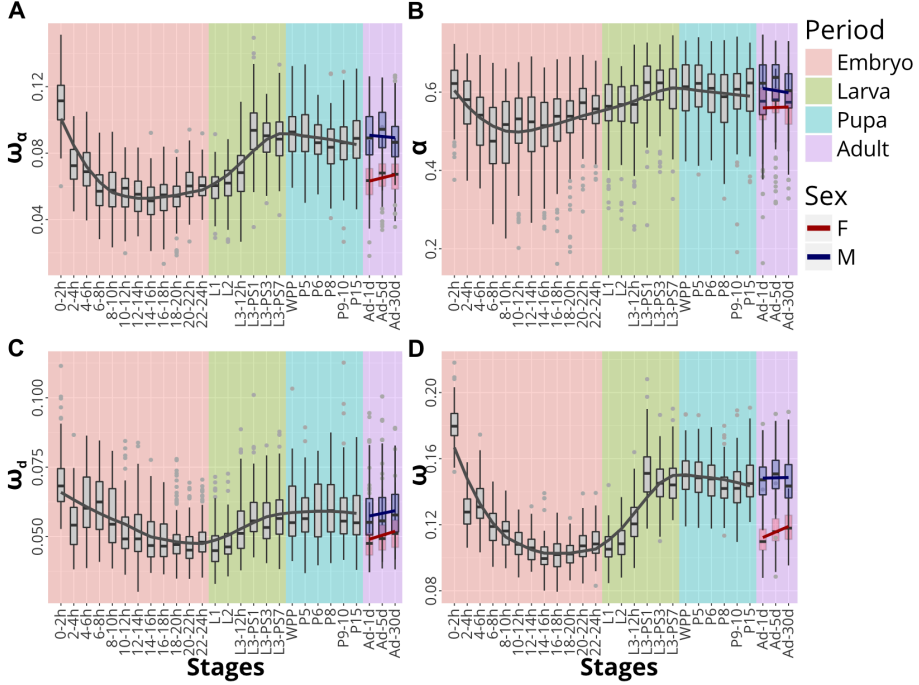 A
ωα
0.12
0.08
0.04
0-2h
2-4h
4-6h
6-8h
8-10h
10-12h
12-14h
14-16h
16-18h
18-20h
20-22h
22-24h
L1
L2
L3-12h
L3-PS1
L3-PS3
L3-PS7
WPP
P5
P6
P8
P9-10
P15
Ad-1d
Ad-5d
Ad-30d
B
α
0.6
0.4
0.2
0-2h
2-4h
4-6h
6-8h
8-10h
10-12h
12-14h
14-16h
16-18h
18-20h
20-22h
22-24h
L1
L2
L3-12h
L3-PS1
L3-PS3
L3-PS7
WPP
P5
P6
P8
P9-10
P15
Ad-1d
Ad-5d
Ad-30d
Period
Embryo
Larva
Pupa
Adult
Sex
F
M
C
ωd
0.100
0.075
0.050
0-2h
2-4h
4-6h
6-8h
8-10h
10-12h
12-14h
14-16h
16-18h
18-20h
20-22h
22-24h
L1
L2
L3-12h
L3-PS1
L3-PS3
L3-PS7
WPP
P5
P6
P8
P9-10
P15
Ad-1d
Ad-5d
Ad-30d
Stages
D
ω
0.20
0.16
0.12
0.08
0-2h
2-4h
4-6h
6-8h
8-10h
10-12h
12-14h
14-16h
16-18h
18-20h
20-22h
22-24h
L1
L2
L3-12h
L3-PS1
L3-PS3
L3-PS7
WPP
P5
P6
P8
P9-10
P15
Ad-1d
Ad-5d
Ad-30d
Stages